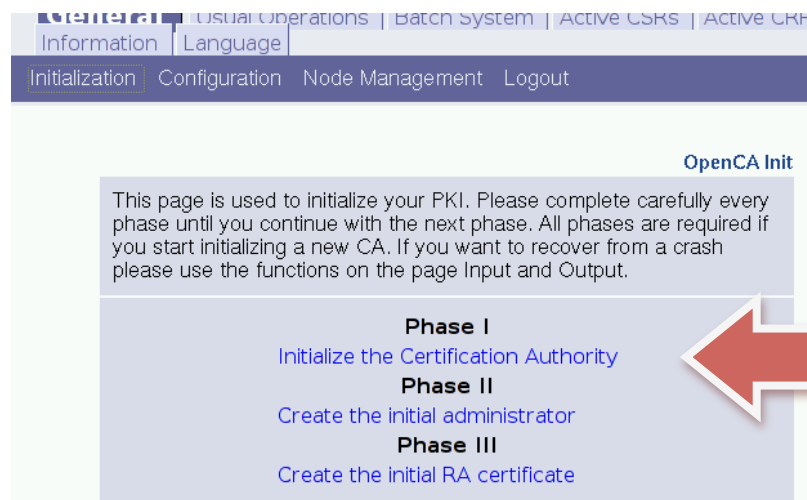 General Usual Operations | Batch System | Active CSRs | Active CRR
Information Language
Initialization Configuration Node Management Logout
OpenCA Init
This page is used to initialize your PKI. Please complete carefully every
phase until you continue with the next phase. All phases are required if
you start initializing a new CA. If you want to recover from a crash
please use the functions on the page Input and Output.
Phase I
Initialize the Certification Authority
Phase II
Create the initial administrator
Phase III
Create the initial RA certificate